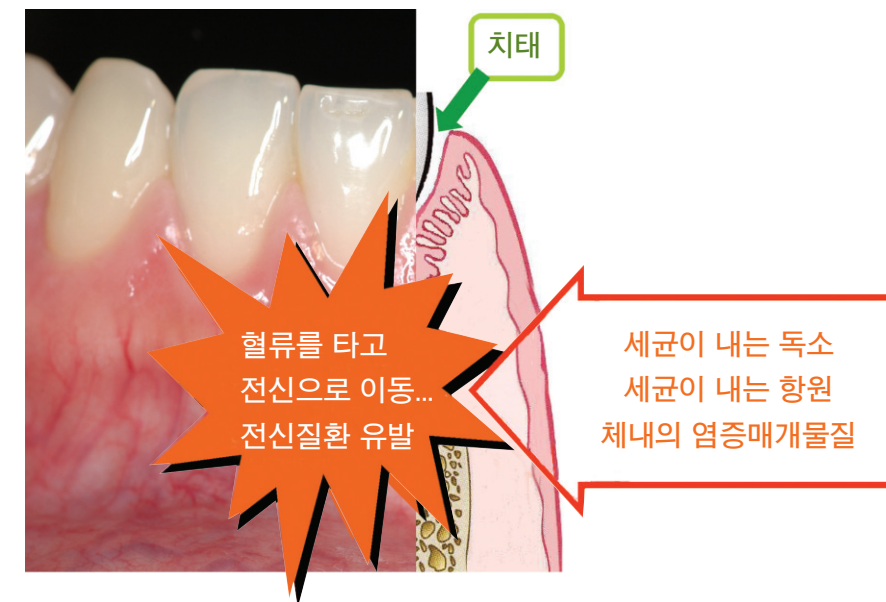 치태
혈류를 타고
전신으로 이동...
전신질환 유발
세균이 내는 독소
세균이 내는 항원
체내의 염증매개물질